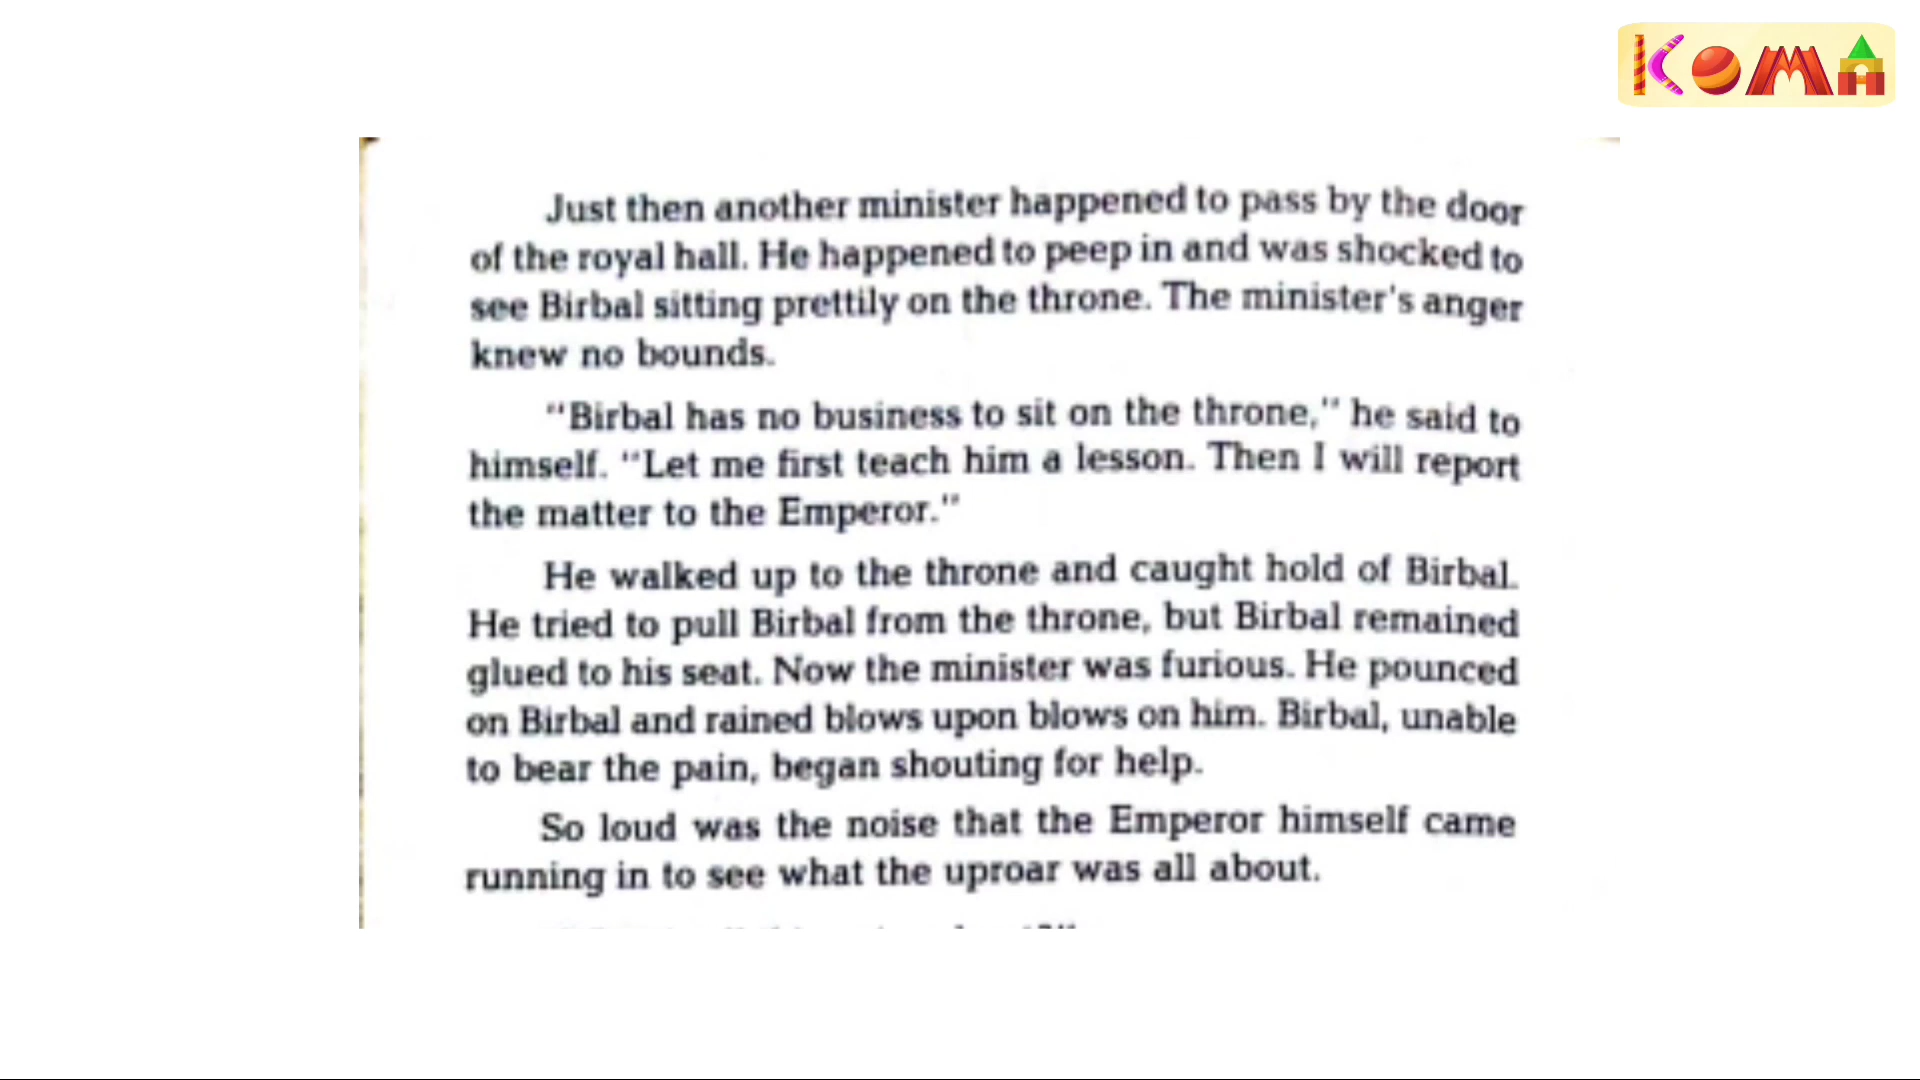 KOMA
Just then another minister happened to pass by the door
of the royal hall. He happened to peep in and was shocked to
see Birbal sitting prettily on the throne. The minister's anger
knew no bounds.
"Birbal has no business to sit on the throne," he said to
himself. "Let me first teach him a lesson. Then I will report
the matter to the Emperor."
He walked up to the throne and caught hold of Birbal.
He tried to pull Birbal from the throne, but Birbal remained
glued to his seat. Now the minister was furious. He pounced
on Birbal and rained blows upon blows on him. Birbal, unable
to bear the pain, began shouting for help.
So loud was the noise that the Emperor himself came
running in to see what the uproar was all about.